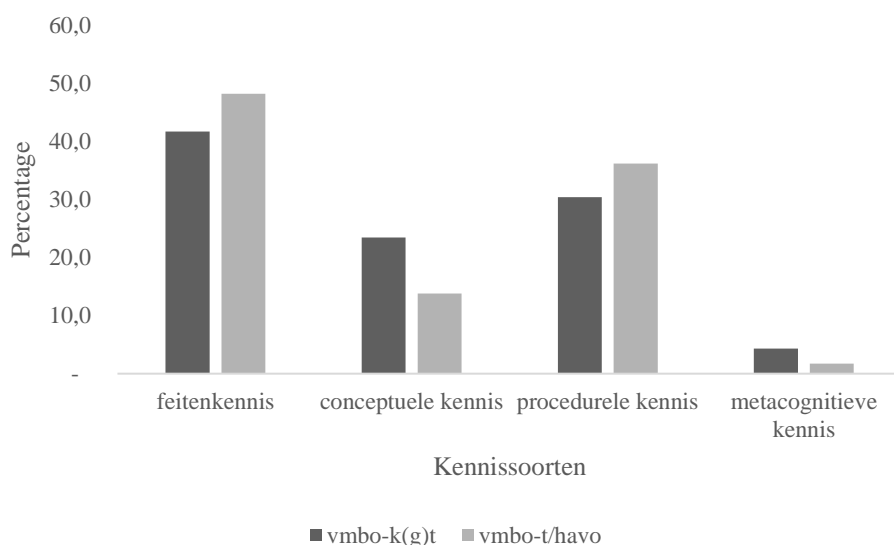 60,0
50,0
40,0
30,0
20,0
10,0
-
Percentage
feitenkennis
conceptuele kennis
procedurele kennis
metacognitieve
kennis
Kennissoorten
vmbo-k(g)t
vmbo-t/havo